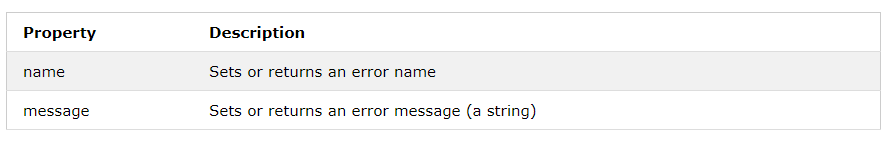 Property Description
name Sets or returns an error name
message Sets or returns an error message (a string)